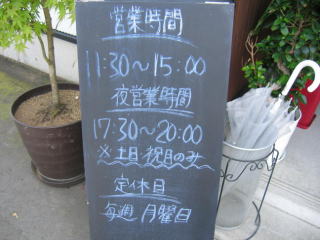 営業時間
11:30～15:00
夜営業時間
17:30～20:00
※土日祝月のみ
定休日
毎週 月曜日